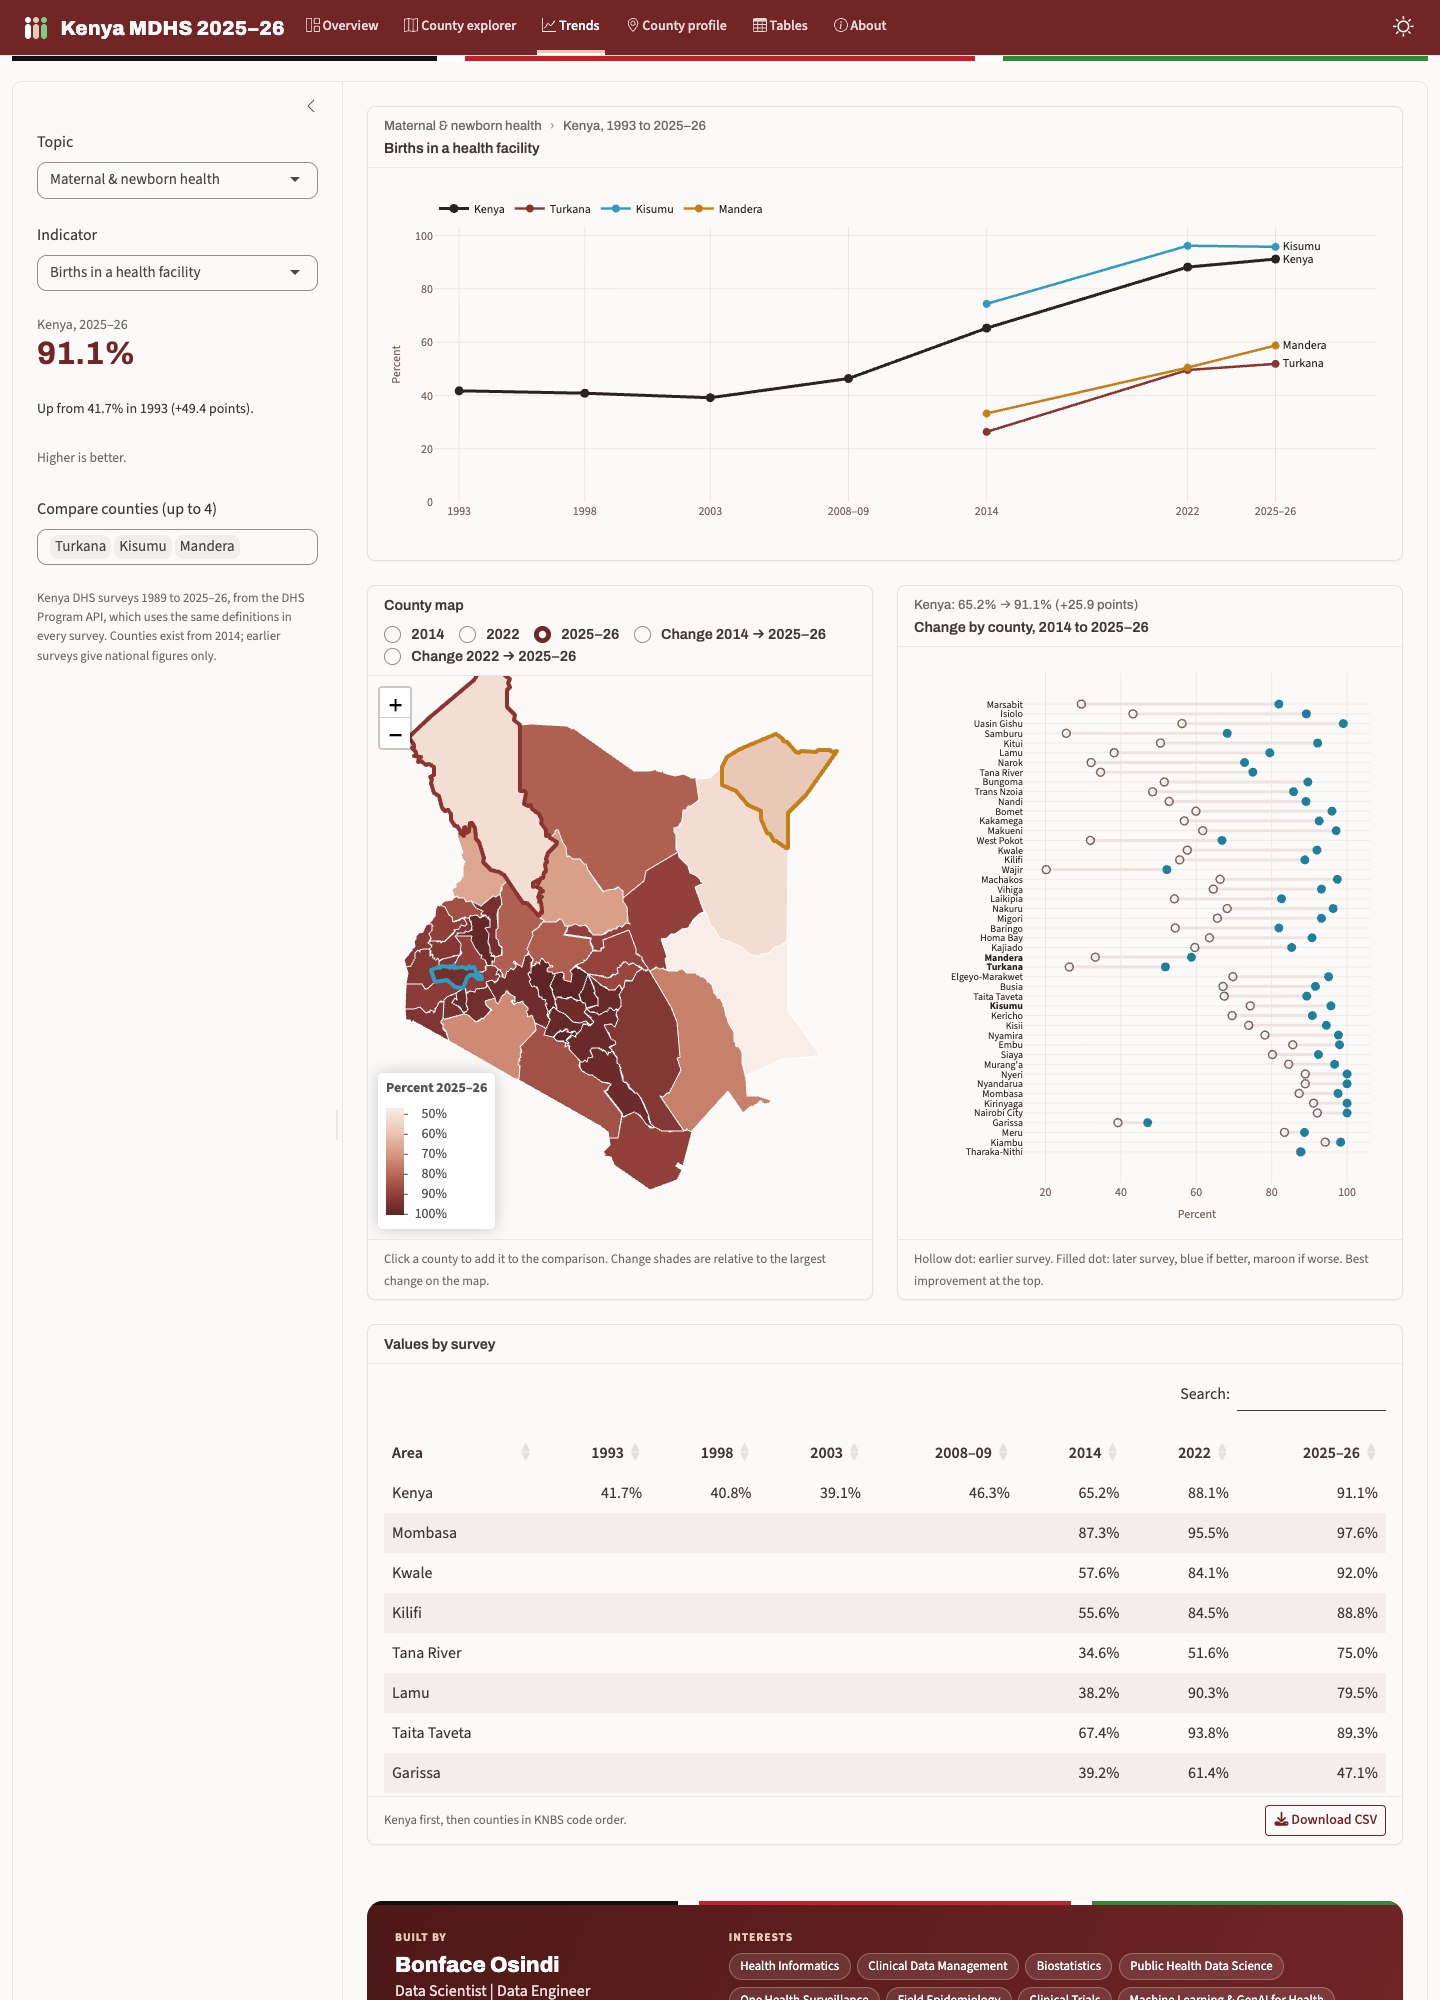 Kenya MDHS 2025–26
Overview
County explorer
Trends
County profile
Tables
About
Topic
Maternal & newborn health
Indicator
Births in a health facility
Kenya, 2025–26
91.1%
Up from 41.7% in 1993 (+49.4 points).
Higher is better.
Compare counties (up to 4)
Turkana Kisumu Mandera
Kenya DHS surveys 1989 to 2025–26, from the DHS
Program API, which uses the same definitions in
every survey. Counties exist from 2014; earlier
surveys give national figures only.
Maternal & newborn health › Kenya, 1993 to 2025–26
Births in a health facility
Kenya Turkana Kisumu Mandera
100
80
60
40
20
0
Percent
Kisumu
Kenya
Mandera
Turkana
1993 1998 2003 2008–09 2014 2022 2025–26
County map
2014 2022 2025–26 Change 2014 → 2025–26
Change 2022 → 2025–26
+
−
Percent 2025–26
50%
60%
70%
80%
90%
100%
Click a county to add it to the comparison. Change shades are relative to the largest
change on the map.
Kenya: 65.2% → 91.1% (+25.9 points)
Change by county, 2014 to 2025–26
Marsabit
Isiolo
Uasin Gishu
Samburu
Kitui
Lamu
Narok
Tana River
Bungoma
Trans Nzoia
Nandi
Bomet
Kakamega
Makueni
West Pokot
Kwale
Kilifi
Wajir
Machakos
Vihiga
Laikipia
Nakuru
Migori
Baringo
Homa Bay
Kajiado
Mandera
Turkana
Elgeyo-Marakwet
Busia
Taita Taveta
Kisumu
Kericho
Kisii
Nyamira
Embu
Siaya
Murang'a
Nyeri
Nyandarua
Mombasa
Kirinyaga
Nairobi City
Garissa
Meru
Kiambu
Tharaka-Nithi
20 40 60 80 100
Percent
Hollow dot: earlier survey. Filled dot: later survey, blue if better, maroon if worse. Best
improvement at the top.
Values by survey
Search:
Area 1993 1998 2003 2008–09 2014 2022 2025–26
Kenya 41.7% 40.8% 39.1% 46.3% 65.2% 88.1% 91.1%
Mombasa 87.3% 95.5% 97.6%
Kwale 57.6% 84.1% 92.0%
Kilifi 55.6% 84.5% 88.8%
Tana River 34.6% 51.6% 75.0%
Lamu 38.2% 90.3% 79.5%
Taita Taveta 67.4% 93.8% 89.3%
Garissa 39.2% 61.4% 47.1%
Kenya first, then counties in KNBS code order.
Download CSV
BUILT BY
Bonface Osindi
Data Scientist | Data Engineer
INTERESTS
Health Informatics Clinical Data Management Biostatistics Public Health Data Science
One Health Surveillance Field Epidemiology Clinical Trials Machine Learning & GenAI for Health